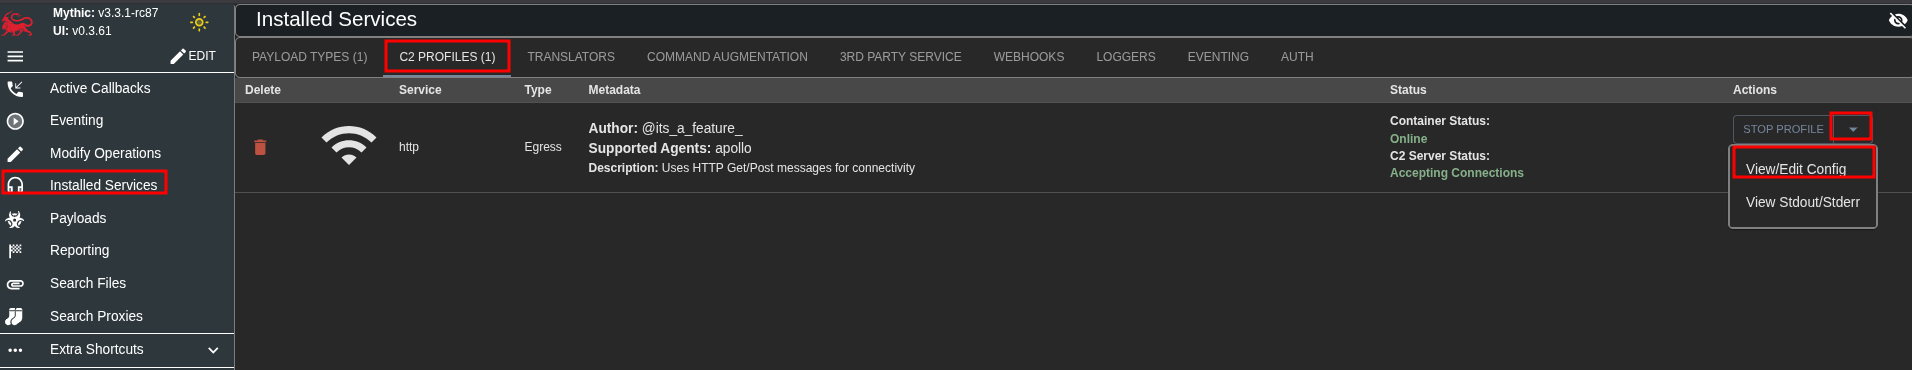 Mythic: v3.3.1-rc87
UI: v0.3.61
EDIT
Active Callbacks
Eventing
Modify Operations
Installed Services
Payloads
Reporting
Search Files
Search Proxies
Extra Shortcuts
Installed Services
PAYLOAD TYPES (1) C2 PROFILES (1) TRANSLATORS COMMAND AUGMENTATION 3RD PARTY SERVICE WEBHOOKS LOGGERS EVENTING AUTH
Delete Service Type Metadata Status Actions
http Egress
Author: @its_a_feature_
Supported Agents: apollo
Description: Uses HTTP Get/Post messages for connectivity
Container Status:
Online
C2 Server Status:
Accepting Connections
STOP PROFILE
View/Edit Config
View Stdout/Stderr